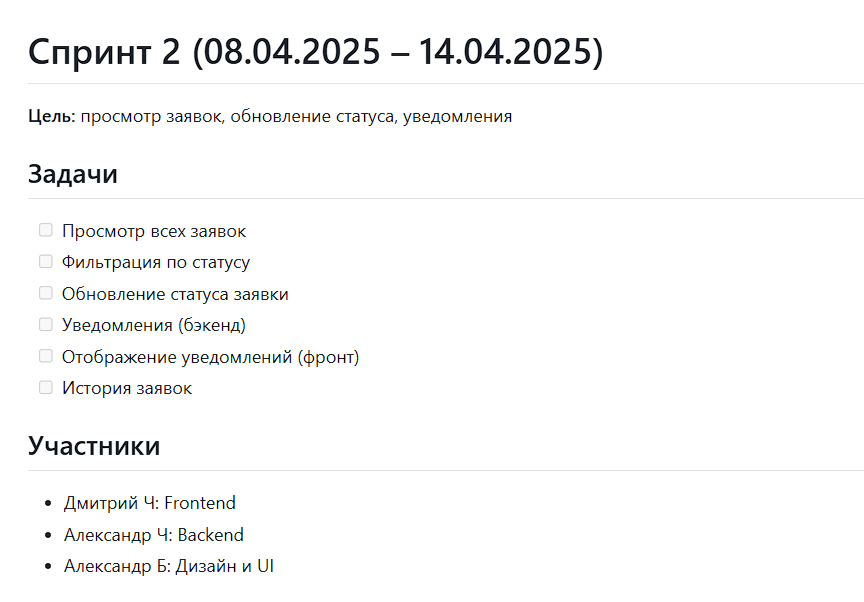 Спринт 2 (08.04.2025 – 14.04.2025)
Цель: просмотр заявок, обновление статуса, уведомления
Задачи
Просмотр всех заявок
Фильтрация по статусу
Обновление статуса заявки
Уведомления (бэкенд)
Отображение уведомлений (фронт)
История заявок
Участники
Дмитрий Ч: Frontend
Александр Ч: Backend
Александр Б: Дизайн и UI